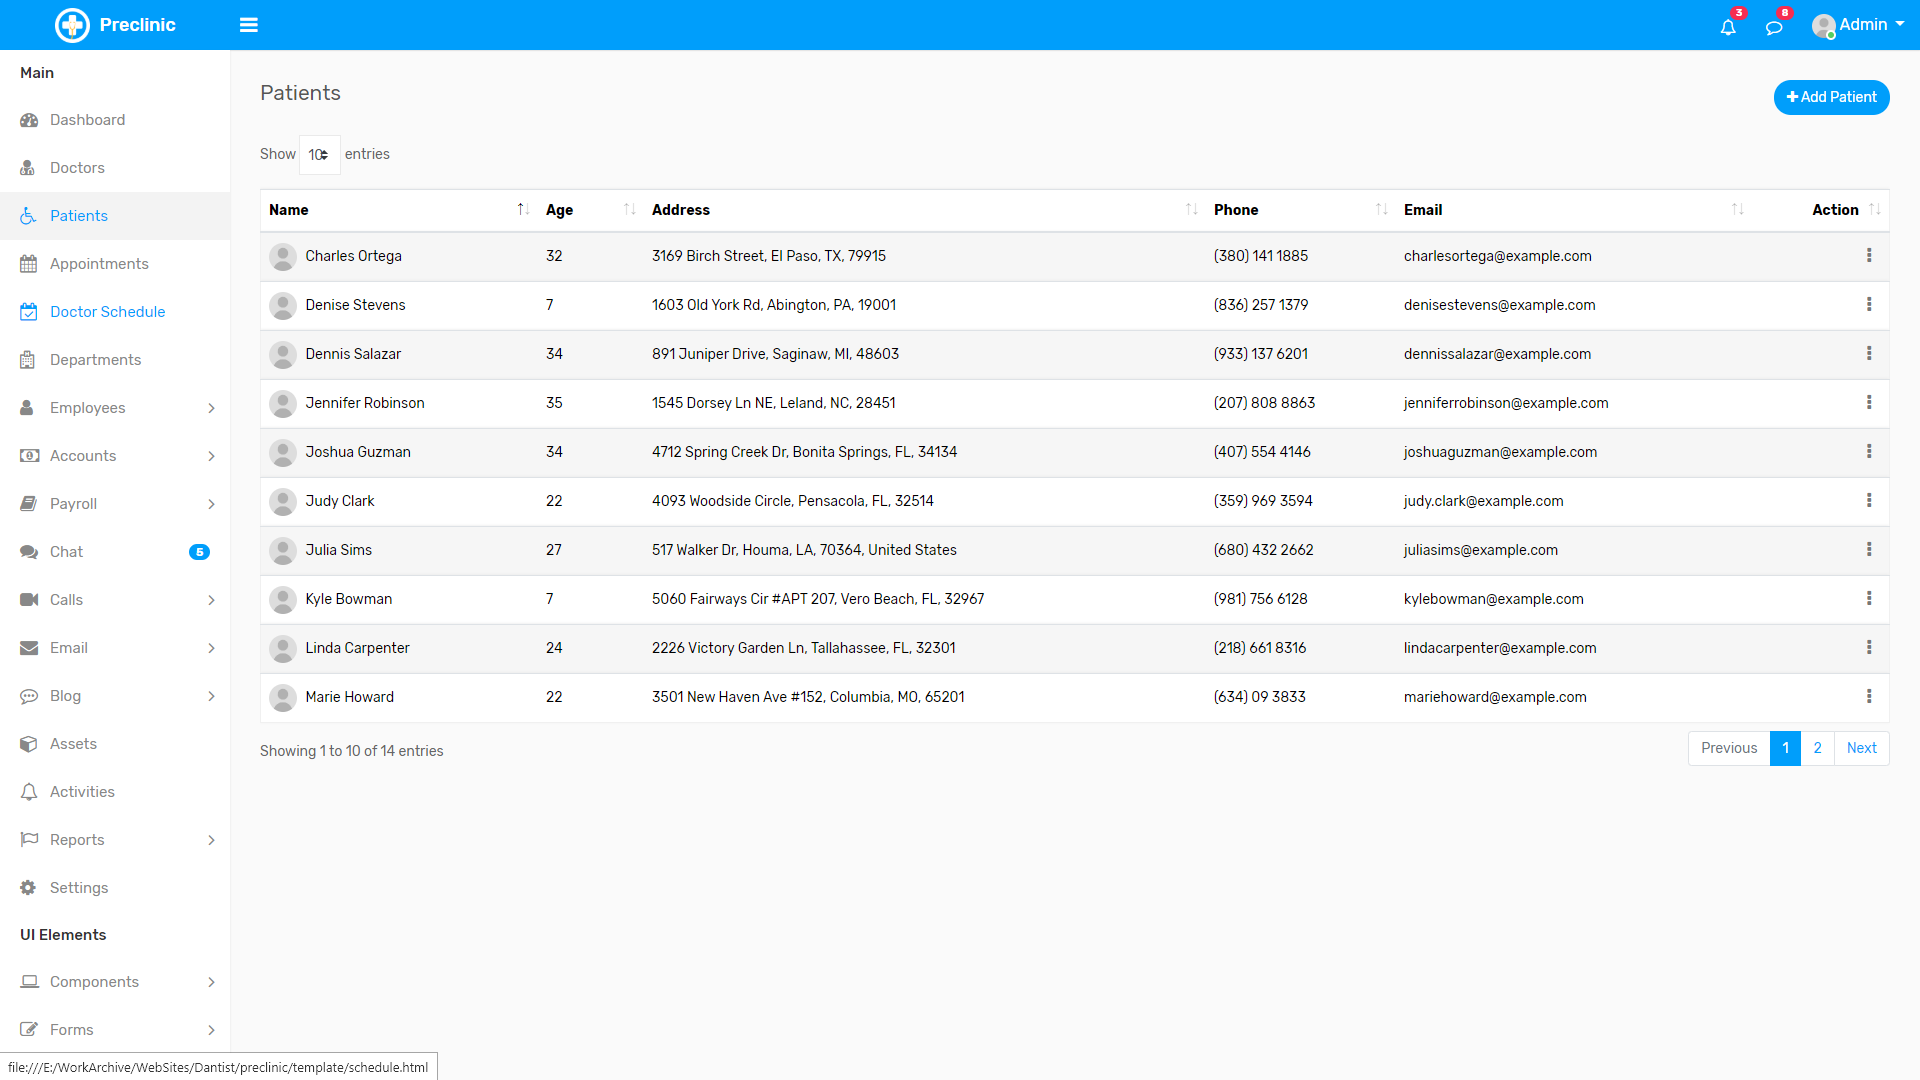 Preclinic
3
8
Admin
Main
Dashboard
Doctors
Patients
Appointments
Doctor Schedule
Departments
Employees
Accounts
Payroll
Chat 5
Calls
Email
Blog
Assets
Activities
Reports
Settings
UI Elements
Components
Forms
Patients
Add Patient
Show 10 entries
Name Age Address Phone Email Action
Charles Ortega 32 3169 Birch Street, El Paso, TX, 79915 (380) 141 1885 charlesortega@example.com
Denise Stevens 7 1603 Old York Rd, Abington, PA, 19001 (836) 257 1379 denisestevens@example.com
Dennis Salazar 34 891 Juniper Drive, Saginaw, MI, 48603 (933) 137 6201 dennissalazar@example.com
Jennifer Robinson 35 1545 Dorsey Ln NE, Leland, NC, 28451 (207) 808 8863 jenniferrobinson@example.com
Joshua Guzman 34 4712 Spring Creek Dr, Bonita Springs, FL, 34134 (407) 554 4146 joshuaguzman@example.com
Judy Clark 22 4093 Woodside Circle, Pensacola, FL, 32514 (359) 969 3594 judy.clark@example.com
Julia Sims 27 517 Walker Dr, Houma, LA, 70364, United States (680) 432 2662 juliasims@example.com
Kyle Bowman 7 5060 Fairways Cir #APT 207, Vero Beach, FL, 32967 (981) 756 6128 kylebowman@example.com
Linda Carpenter 24 2226 Victory Garden Ln, Tallahassee, FL, 32301 (218) 661 8316 lindacarpenter@example.com
Marie Howard 22 3501 New Haven Ave #152, Columbia, MO, 65201 (634) 09 3833 mariehoward@example.com
Showing 1 to 10 of 14 entries
Previous 1 2 Next
file:///E:/WorkArchive/WebSites/Dantist/preclinic/template/schedule.html